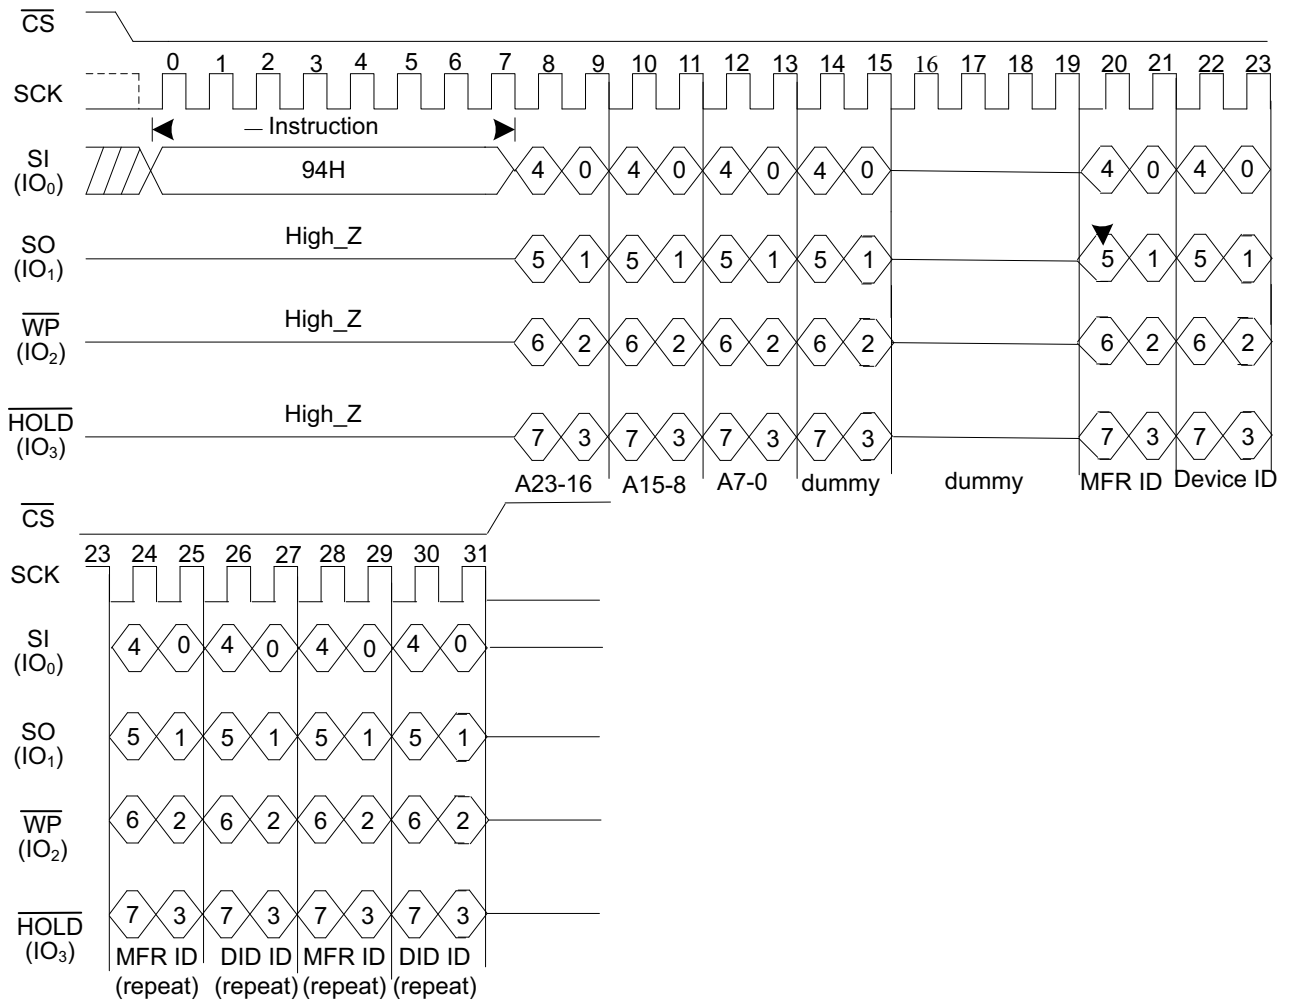 CS
0 1 2 3 4 5 6 7 8 9 10 11 12 13 14 15 16 17 18 19 20 21 22 23
SCK
Instruction
SI
(IO0)
94H
4 0 4 0 4 0 4 0 4 0 4 0
SO
(IO1)
High_Z
5 1 5 1 5 1 5 1 5 1 5 1
WP
(IO2)
High_Z
6 2 6 2 6 2 6 2 6 2 6 2
HOLD
(IO3)
High_Z
7 3 7 3 7 3 7 3 7 3 7 3
A23-16 A15-8 A7-0 dummy dummy MFR ID Device ID
CS
23 24 25 26 27 28 29 30 31
SCK
SI
(IO0)
4 0 4 0 4 0 4 0
SO
(IO1)
5 1 5 1 5 1 5 1
WP
(IO2)
6 2 6 2 6 2 6 2
HOLD
(IO3)
7 3 7 3 7 3 7 3
MFR ID DID ID MFR ID DID ID
(repeat) (repeat) (repeat) (repeat)